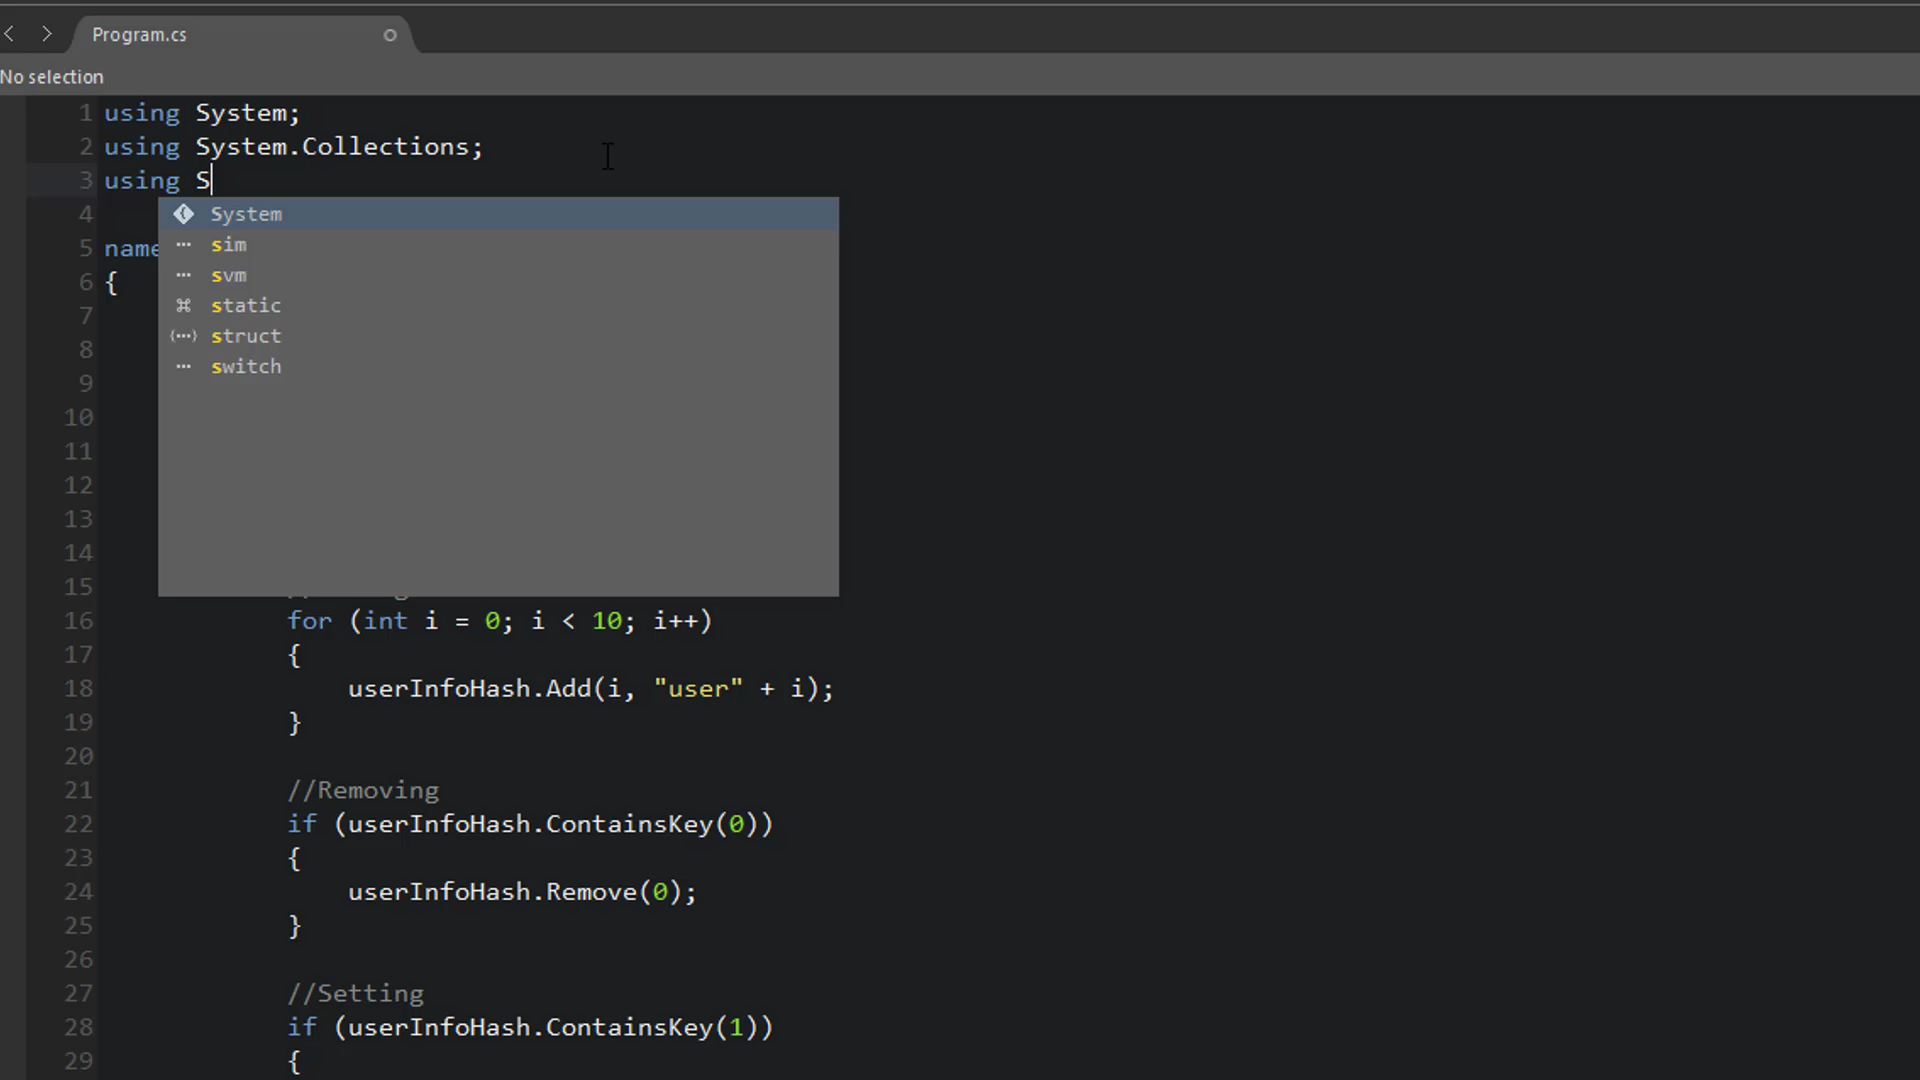 Program.cs
No selection
1 using System;
2 using System.Collections;
3 using S
4
System
5 name
sim
6 {
svm
static
7
struct
8
switch
9
10
11
12
13
14
15
16 for (int i = 0; i < 10; i++)
17 {
18 userInfoHash.Add(i, "user" + i);
19 }
20
21 //Removing
22 if (userInfoHash.ContainsKey(0))
23 {
24 userInfoHash.Remove(0);
25 }
26
27 //Setting
28 if (userInfoHash.ContainsKey(1))
29 {